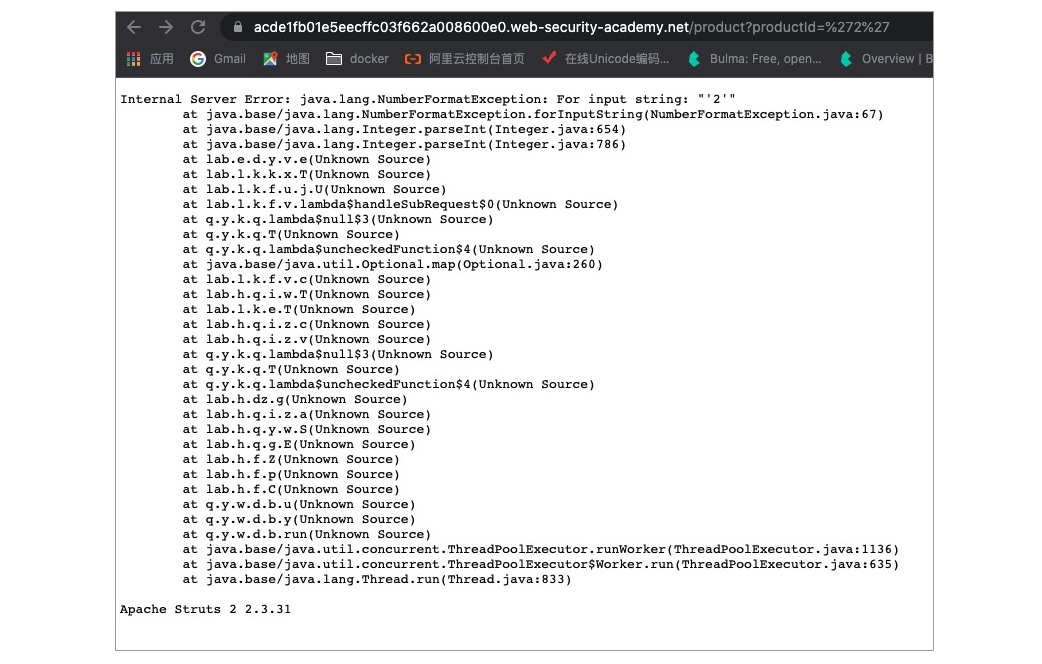 acde1fb01e5eecffc03f662a008600e0.web-security-academy.net/product?productId=%272%27
应用 Gmail 地图 docker 阿里云控制台首页 在线Unicode编码... Bulma: Free, open... Overview | B
Internal Server Error: java.lang.NumberFormatException: For input string: "'2'"
at java.base/java.lang.NumberFormatException.forInputString(NumberFormatException.java:67)
at java.base/java.lang.Integer.parseInt(Integer.java:654)
at java.base/java.lang.Integer.parseInt(Integer.java:786)
at lab.e.d.y.v.e(Unknown Source)
at lab.l.k.k.x.T(Unknown Source)
at lab.l.k.f.u.j.U(Unknown Source)
at lab.l.k.f.v.lambda$handleSubRequest$0(Unknown Source)
at q.y.k.q.lambda$null$3(Unknown Source)
at q.y.k.q.T(Unknown Source)
at q.y.k.q.lambda$uncheckedFunction$4(Unknown Source)
at java.base/java.util.Optional.map(Optional.java:260)
at lab.l.k.f.v.c(Unknown Source)
at lab.h.q.i.w.T(Unknown Source)
at lab.l.k.e.T(Unknown Source)
at lab.h.q.i.z.c(Unknown Source)
at lab.h.q.i.z.v(Unknown Source)
at q.y.k.q.lambda$null$3(Unknown Source)
at q.y.k.q.T(Unknown Source)
at q.y.k.q.lambda$uncheckedFunction$4(Unknown Source)
at lab.h.dz.g(Unknown Source)
at lab.h.q.i.z.a(Unknown Source)
at lab.h.q.y.w.S(Unknown Source)
at lab.h.q.g.E(Unknown Source)
at lab.h.f.Z(Unknown Source)
at lab.h.f.p(Unknown Source)
at lab.h.f.C(Unknown Source)
at q.y.w.d.b.u(Unknown Source)
at q.y.w.d.b.y(Unknown Source)
at q.y.w.d.b.run(Unknown Source)
at java.base/java.util.concurrent.ThreadPoolExecutor.runWorker(ThreadPoolExecutor.java:1136)
at java.base/java.util.concurrent.ThreadPoolExecutor$Worker.run(ThreadPoolExecutor.java:635)
at java.base/java.lang.Thread.run(Thread.java:833)
Apache Struts 2 2.3.31